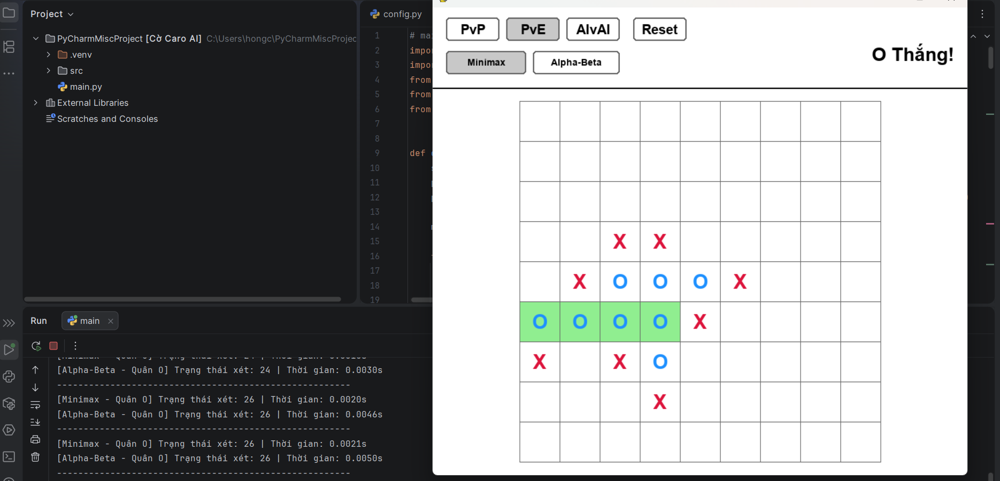 Project
PyCharmMiscProject [Cờ Caro AI] C:\Users\hongc\PyCharmMiscProjec
.venv
src
main.py
External Libraries
Scratches and Consoles
config.py
1 # ma
2 impor
3 impo
4 from
5 from
6 from
7
8
9 def
10
11
12
13
14
15
16
17
18
19
PvP PvE AIvAI Reset
Minimax Alpha-Beta
O Thắng!
X X
X O O O X
O O O O X
X X O
X
Run main
[Alpha-Beta - Quân O] Trạng thái xét: 24 | Thời gian: 0.0030s
-------------------------------------------------------
[Minimax - Quân O] Trạng thái xét: 26 | Thời gian: 0.0020s
[Alpha-Beta - Quân O] Trạng thái xét: 26 | Thời gian: 0.0046s
-------------------------------------------------------
[Minimax - Quân O] Trạng thái xét: 26 | Thời gian: 0.0021s
[Alpha-Beta - Quân O] Trạng thái xét: 26 | Thời gian: 0.0050s
-------------------------------------------------------